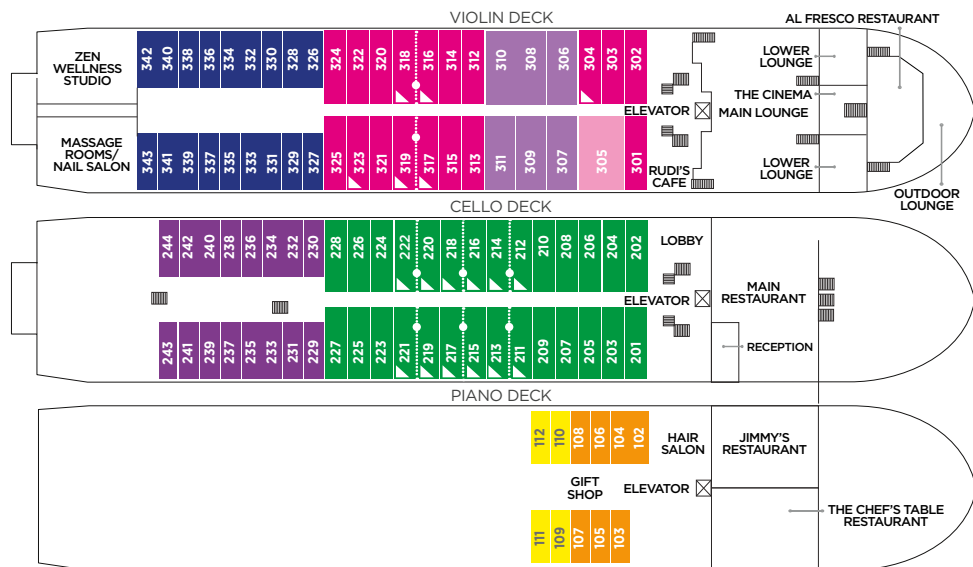 VIOLIN DECK
AL FRESCO RESTAURANT
ZEN
WELLNESS
STUDIO
342 340 338 336 334 332 330 328 326 324 322 320 318 316 314 312 310 308 306 304 303 302
LOWER
LOUNGE
THE CINEMA
ELEVATOR
MAIN LOUNGE
MASSAGE
ROOMS/
NAIL SALON
343 341 339 337 335 333 331 329 327 325 323 321 319 317 315 313 311 309 307 305 301
RUDI'S
CAFE
LOWER
LOUNGE
OUTDOOR
LOUNGE
CELLO DECK
244 242 240 238 236 234 232 230 228 226 224 222 220 218 216 214 212 210 208 206 204 202
LOBBY
ELEVATOR
MAIN
RESTAURANT
243 241 239 237 235 233 231 229 227 225 223 221 219 217 215 213 211 209 207 205 203 201
RECEPTION
PIANO DECK
112 110 108 106 104 102
HAIR
SALON
JIMMY'S
RESTAURANT
GIFT
SHOP
ELEVATOR
111 109 107 105 103
THE CHEF'S TABLE
RESTAURANT